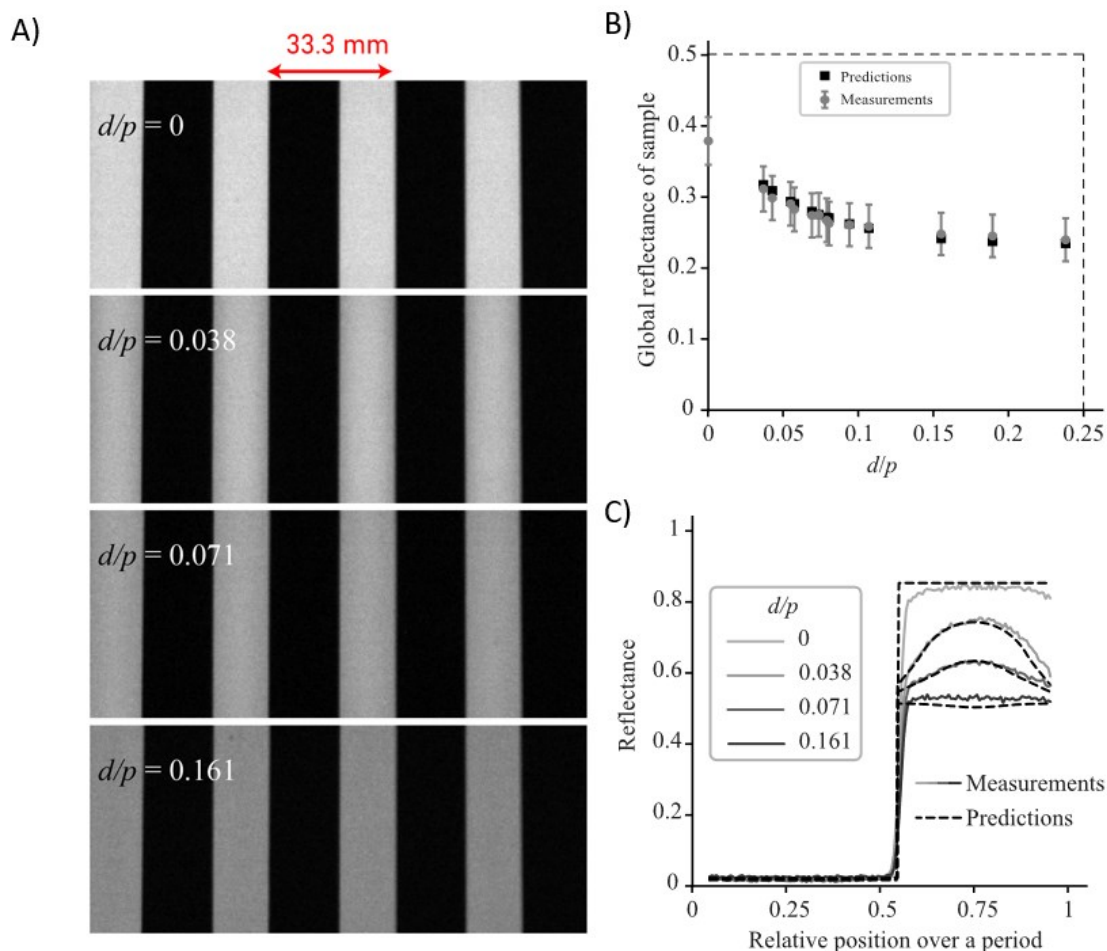 A)
33.3 mm
d/p = 0
d/p = 0.038
d/p = 0.071
d/p = 0.161
B)
0.5
0.4
0.3
0.2
0.1
0
Global reflectance of sample
Predictions
Measurements
0 0.05 0.1 0.15 0.2 0.25
d/p
C)
1
0.8
0.6
0.4
0.2
0
Reflectance
d/p
0
0.038
0.071
0.161
Measurements
Predictions
0 0.25 0.5 0.75 1
Relative position over a period